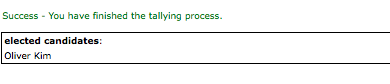 Success - You have finished the tallying process.
elected candidates:
Oliver Kim